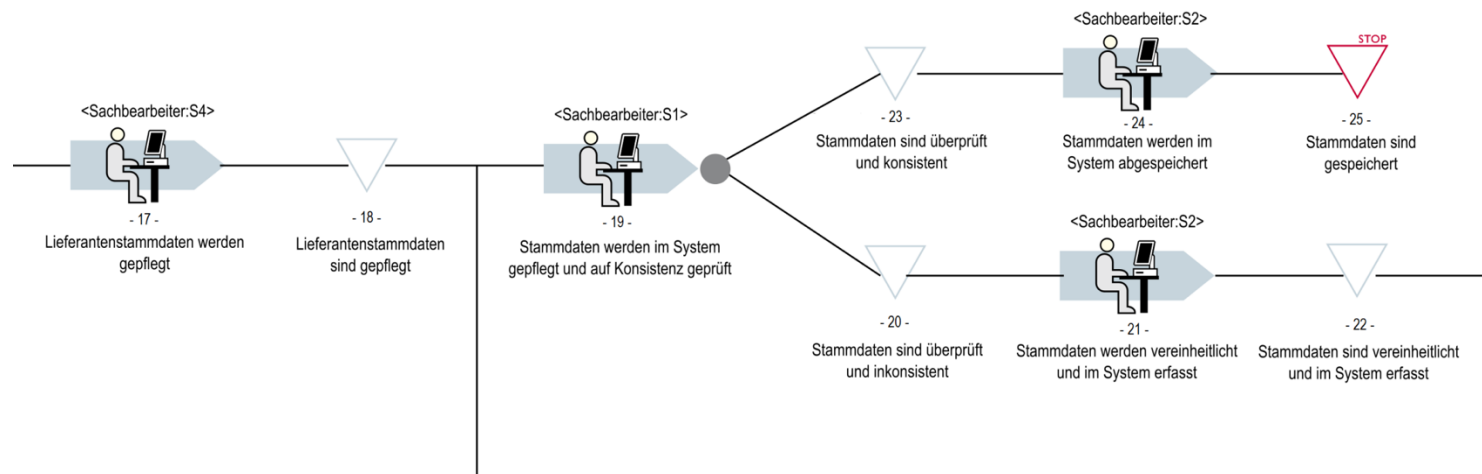 <Sachbearbeiter:S4>
- 17 -
Lieferantenstammdaten werden
gepflegt
- 18 -
Lieferantenstammdaten
sind gepflegt
<Sachbearbeiter:S1>
- 19 -
Stammdaten werden im System
gepflegt und auf Konsistenz geprüft
- 23 -
Stammdaten sind überprüft
und konsistent
<Sachbearbeiter:S2>
- 24 -
Stammdaten werden im
System abgespeichert
STOP
- 25 -
Stammdaten sind
gespeichert
- 20 -
Stammdaten sind überprüft
und inkonsistent
<Sachbearbeiter:S2>
- 21 -
Stammdaten werden vereinheitlicht
und im System erfasst
- 22 -
Stammdaten sind vereinheitlicht
und im System erfasst